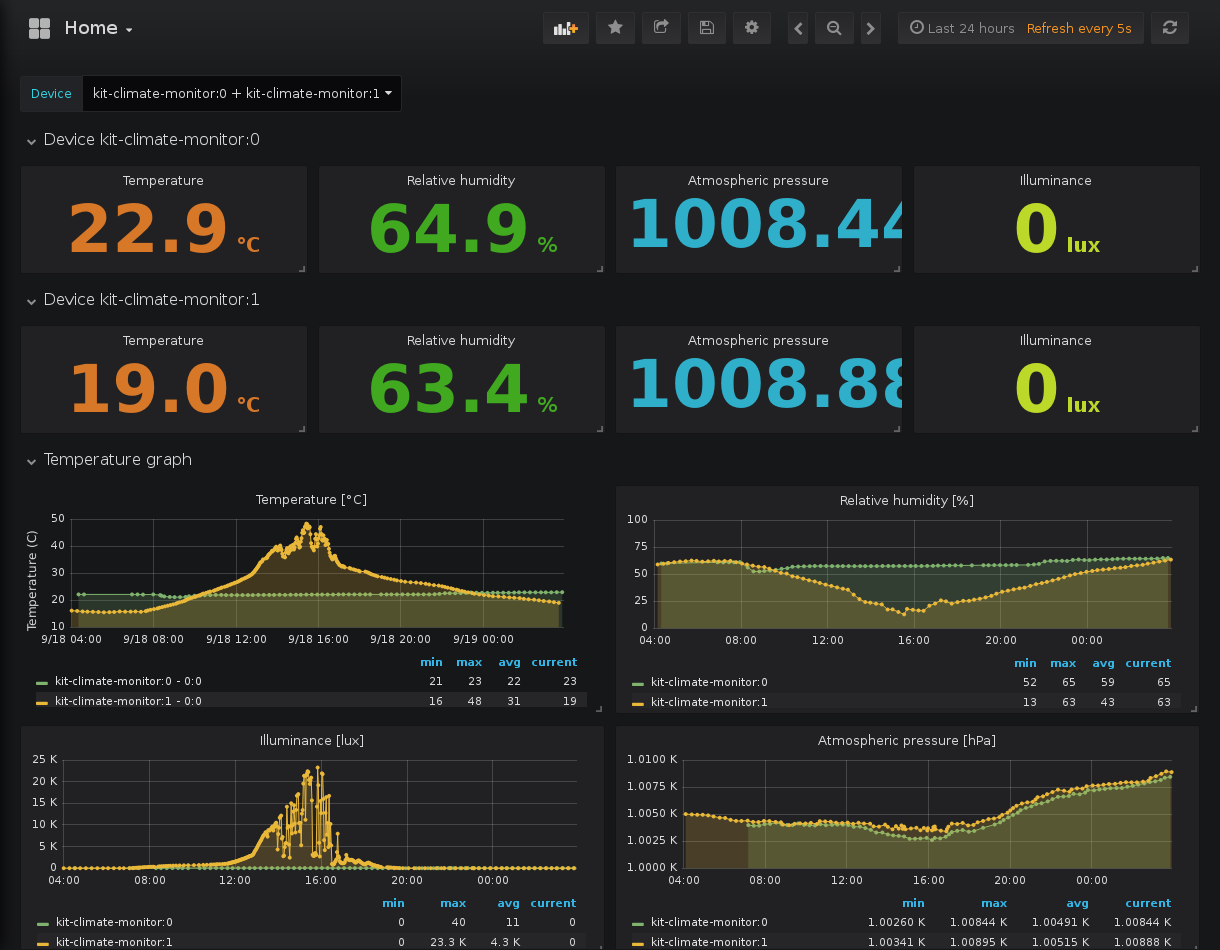 Home
Last 24 hours Refresh every 5s
Device kit-climate-monitor:0 + kit-climate-monitor:1
Device kit-climate-monitor:0
Temperature Relative humidity Atmospheric pressure Illuminance
22.9 °C 64.9 % 1008.44 0 lux
Device kit-climate-monitor:1
Temperature Relative humidity Atmospheric pressure Illuminance
19.0 °C 63.4 % 1008.88 0 lux
Temperature graph
Temperature [°C]
Temperature (C)
50
40
30
20
10
9/18 04:00 9/18 08:00 9/18 12:00 9/18 16:00 9/18 20:00 9/19 00:00
min max avg current
kit-climate-monitor:0 - 0:0 21 23 22 23
kit-climate-monitor:1 - 0:0 16 48 31 19
Relative humidity [%]
100
75
50
25
0
04:00 08:00 12:00 16:00 20:00 00:00
min max avg current
kit-climate-monitor:0 52 65 59 65
kit-climate-monitor:1 13 63 43 63
Illuminance [lux]
25 K
20 K
15 K
10 K
5 K
0
04:00 08:00 12:00 16:00 20:00 00:00
min max avg current
kit-climate-monitor:0 0 40 11 0
kit-climate-monitor:1 0 23.3 K 4.3 K 0
Atmospheric pressure [hPa]
1.0100 K
1.0075 K
1.0050 K
1.0025 K
1.0000 K
04:00 08:00 12:00 16:00 20:00 00:00
min max avg current
kit-climate-monitor:0 1.00260 K 1.00844 K 1.00491 K 1.00844 K
kit-climate-monitor:1 1.00341 K 1.00895 K 1.00515 K 1.00888 K